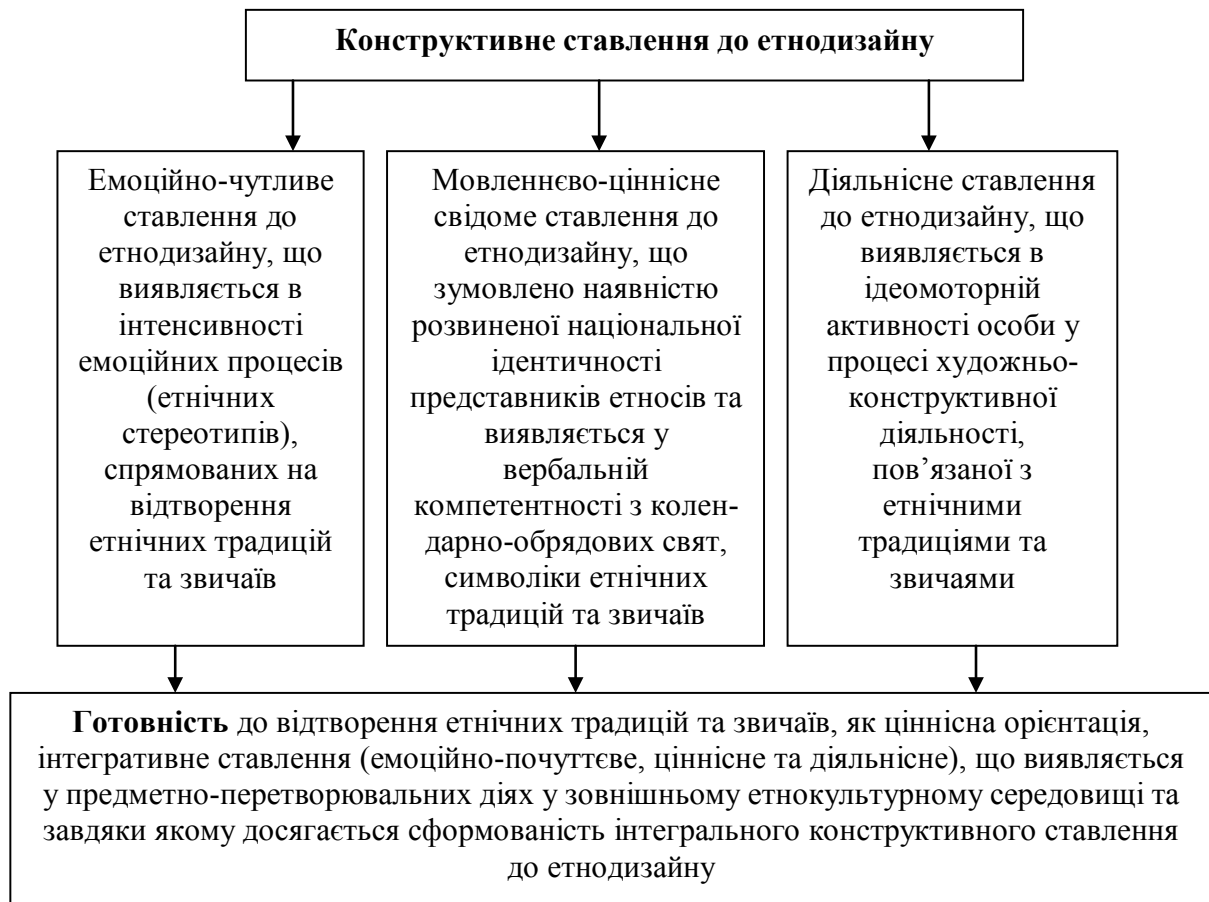 Конструктивне ставлення до етнодизайну
Емоційно-чутливе
ставлення до
етнодизайну, що
виявляється в
інтенсивності
емоційних процесів
(етнічних
стереотипів),
спрямованих на
відтворення
етнічних традицій
та звичаїв
Мовленнєво-ціннісне
свідоме ставлення до
етнодизайну, що
зумовлено наявністю
розвиненої національної
ідентичності
представників етносів та
виявляється у
вербальній
компетентності з колен-
дарно-обрядових свят,
символіки етнічних
традицій та звичаїв
Діяльнісне ставлення
до етнодизайну, що
виявляється в
ідеомоторній
активності особи у
процесі художньо-
конструктивної
діяльності,
пов’язаної з
етнічними
традиціями та
звичаями
Готовність до відтворення етнічних традицій та звичаїв, як ціннісна орієнтація,
інтегративне ставлення (емоційно-почуттєве, ціннісне та діяльнісне), що виявляється
у предметно-перетворювальних діях у зовнішньому етнокультурному середовищі та
завдяки якому досягається сформованість інтегрального конструктивного ставлення
до етнодизайну